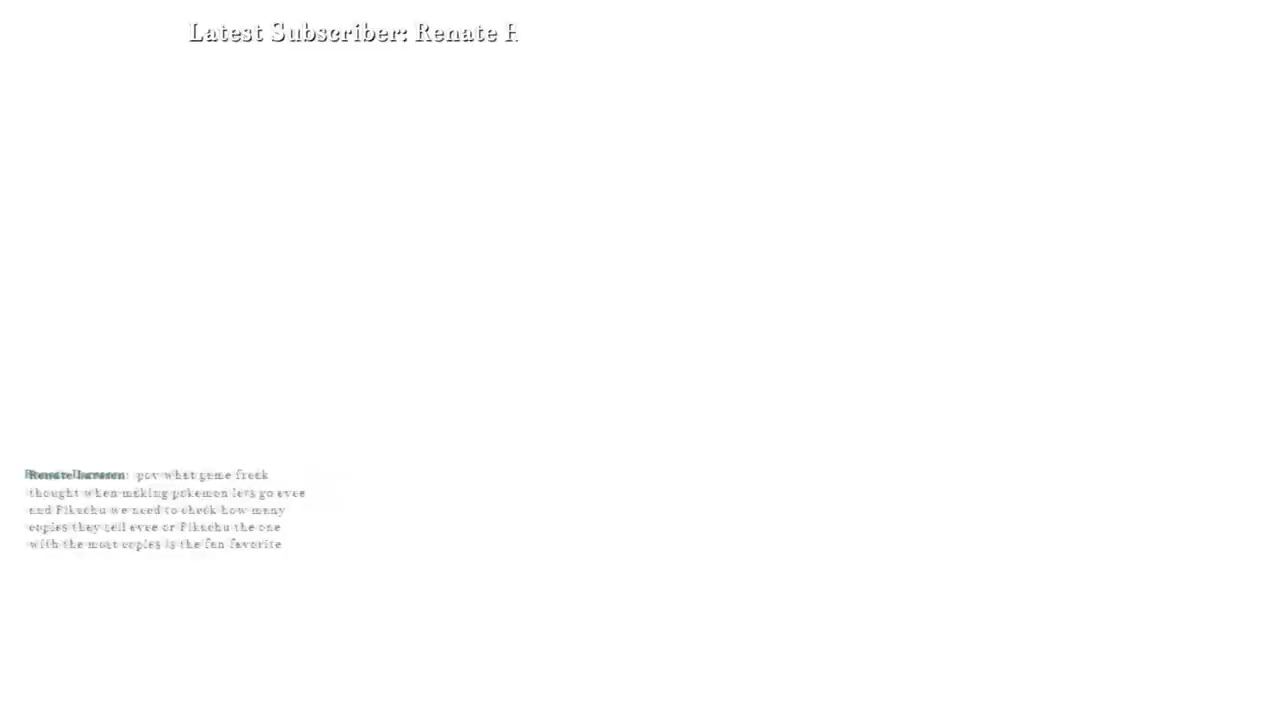 Latest Subscriber: Renate R
Renate pov what game freak
thought when making pokemon lets go evee
and Pikachu we need to check how many
copies they sell evee or Pikachu the one
with the most copies is the fan favorite